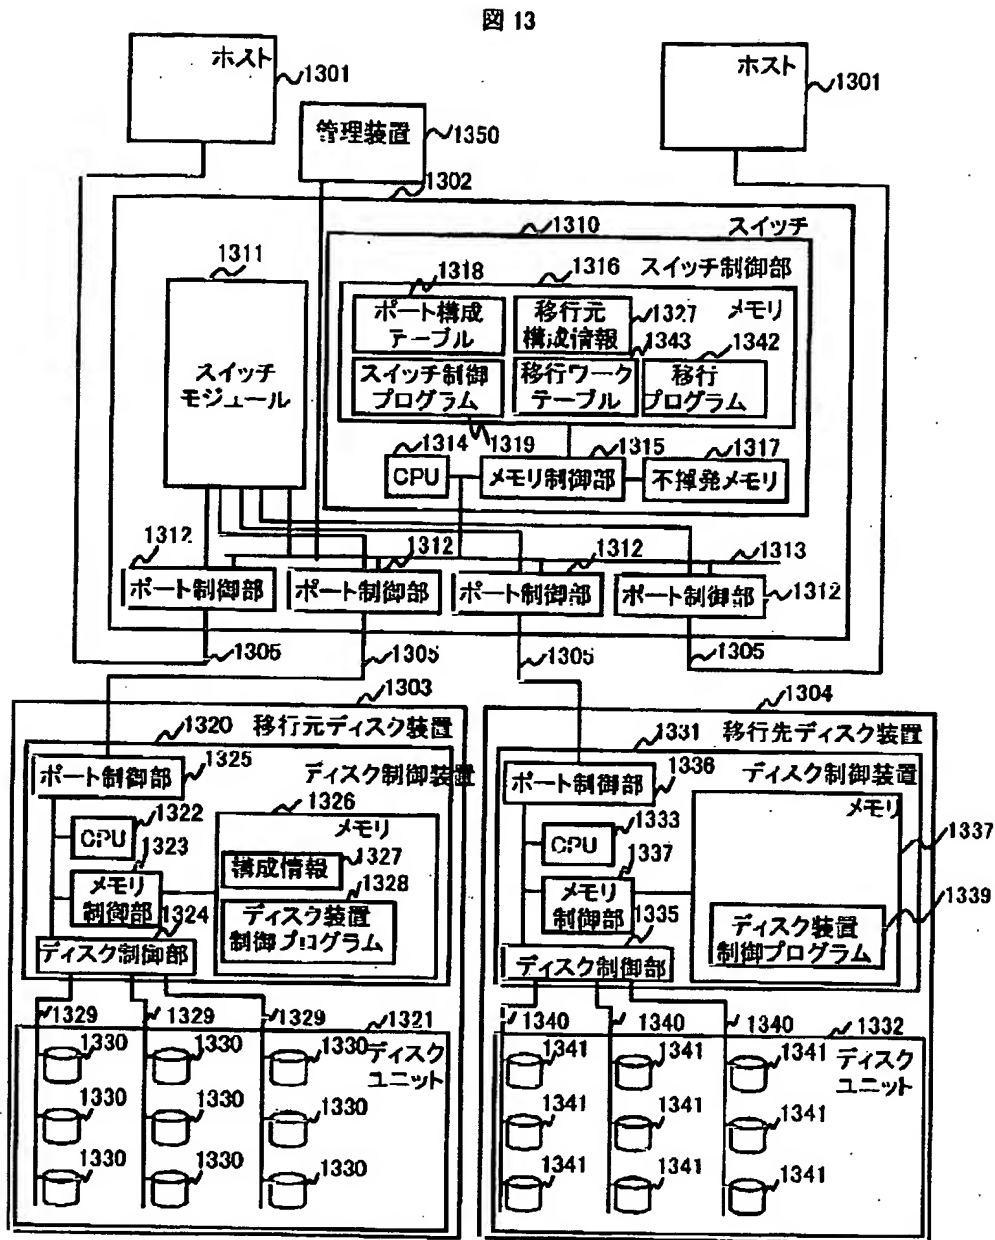 図 13
ホスト
1301
ホスト
1301
管理装置
1350
1302
スイッチ
1310
スイッチ制御部
1311
スイッチ
モジュール
1318
1316
メモリ
ポート構成
テーブル
移行元
構成情報
1327
1343
1342
スイッチ制御
プログラム
移行ワーク
テーブル
移行
プログラム
1314
1319
1315
1317
CPU
メモリ制御部
不揮発メモリ
1312
1312
1312
1313
ポート制御部
ポート制御部
ポート制御部
ポート制御部
1312
1305
1305
1305
1305
1303
1304
1320
移行元ディスク装置
1331
移行先ディスク装置
ポート制御部
1325
ディスク制御装置
1326
メモリ
1322
CPU
1323
メモリ
制御部
1324
ディスク制御部
1327
構成情報
1328
ディスク装置
制御プログラム
ポート制御部
1336
ディスク制御装置
メモリ
1337
1333
CPU
1337
メモリ
制御部
1335
ディスク制御部
1339
ディスク装置
制御プログラム
1329
1329
1329
1321
ディスク
ユニット
1330
1330
1330
1330
1330
1330
1330
1330
1330
1340
1340
1340
1332
ディスク
ユニット
1341
1341
1341
1341
1341
1341
1341
1341
1341